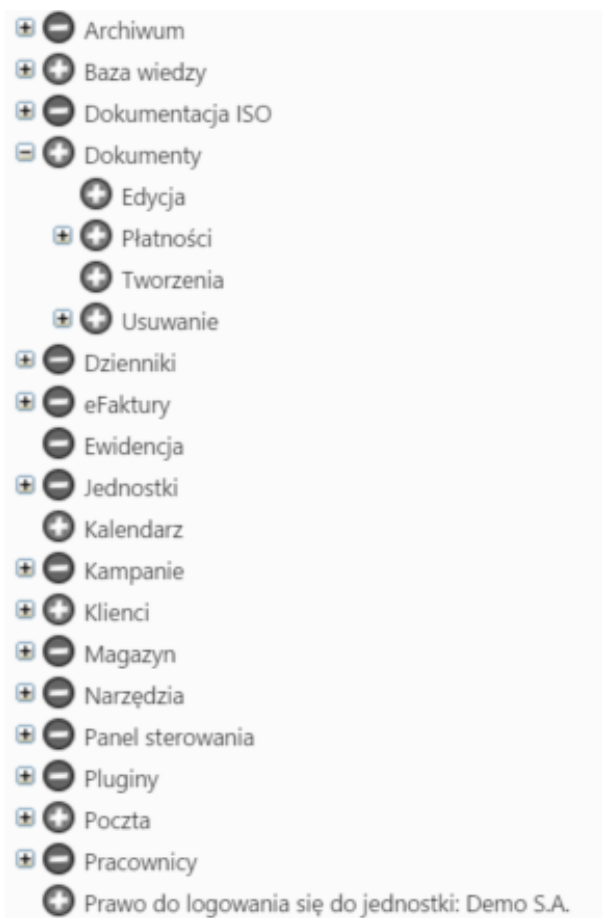 Archiwum
Baza wiedzy
Dokumentacja ISO
Dokumenty
Edycja
Płatności
Tworzenia
Usuwanie
Dzienniki
eFaktury
Ewidencja
Jednostki
Kalendarz
Kampanie
Klienci
Magazyn
Narzędzia
Panel sterowania
Pluginy
Poczta
Pracownicy
Prawo do logowania się do jednostki: Demo S.A.